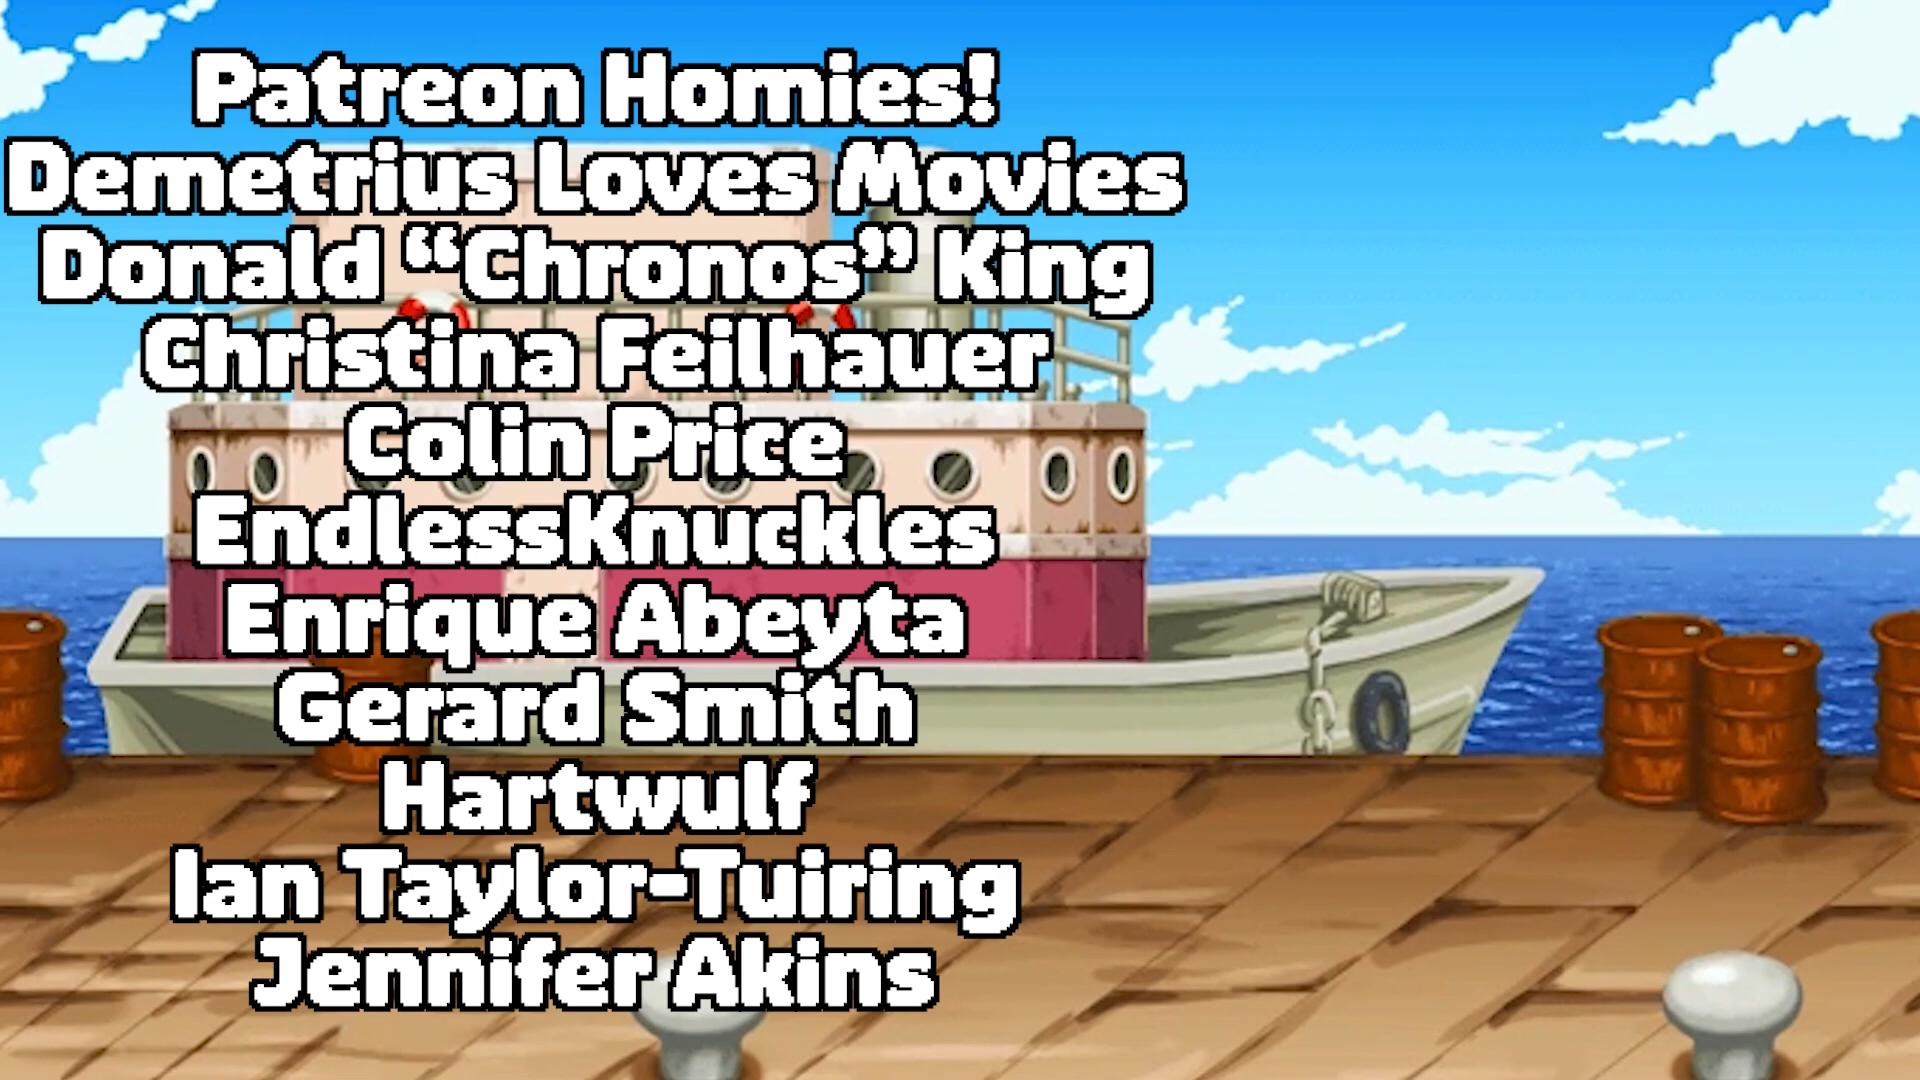 Patreon Homies!
Demetrius Loves Movies
Donald “Chronos” King
Christina Feilhauer
Colin Price
EndlessKnuckles
Enrique Abeyta
Gerard Smith
Hartwulf
Ian Taylor-Tuiring
Jennifer Akins